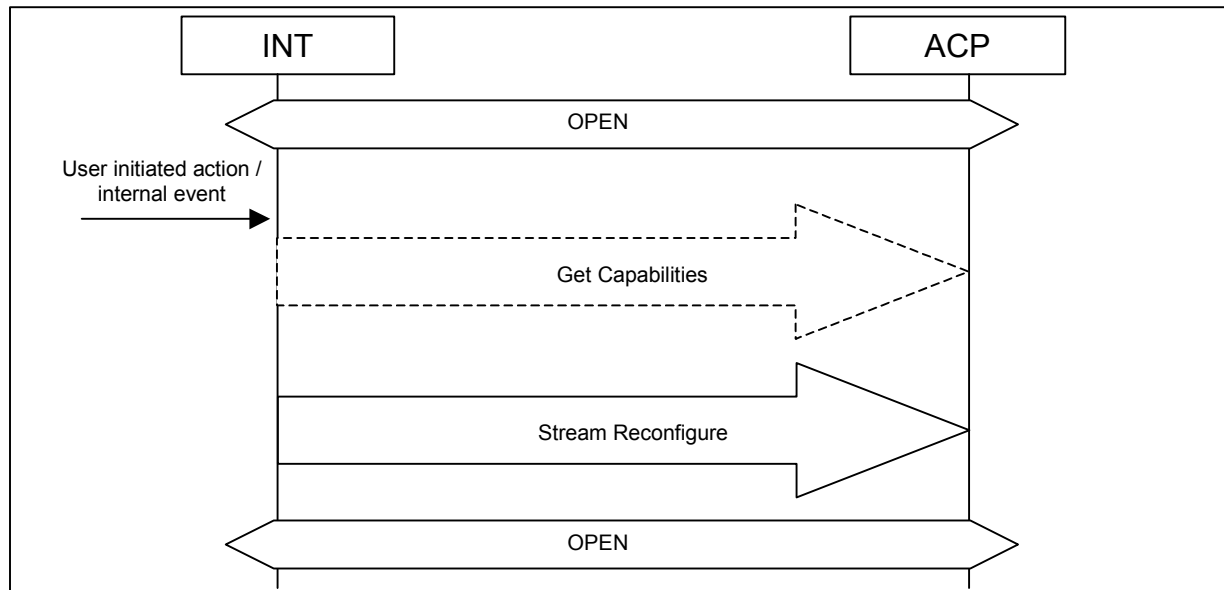 INT
ACP
OPEN
User initiated action /
internal event
Get Capabilities
Stream Reconfigure
OPEN